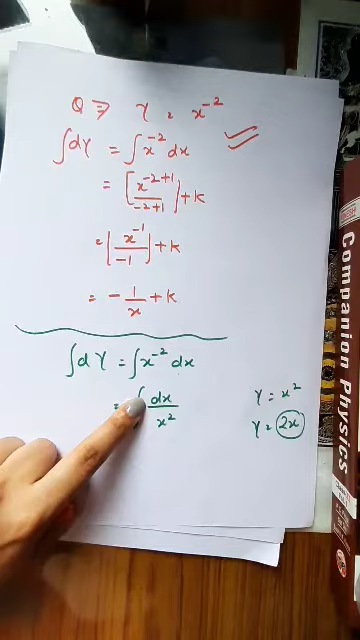 Q ⇒ Y = x⁻²
∫dY = ∫x⁻² dx
= [x⁻²⁺¹/-2+1] + k
= [x⁻¹/-1] + k
= - 1/x + k
∫dY = ∫x⁻² dx
= ∫ dx/x²
Y = x²
Y = 2x
COMPANION PHYSICS